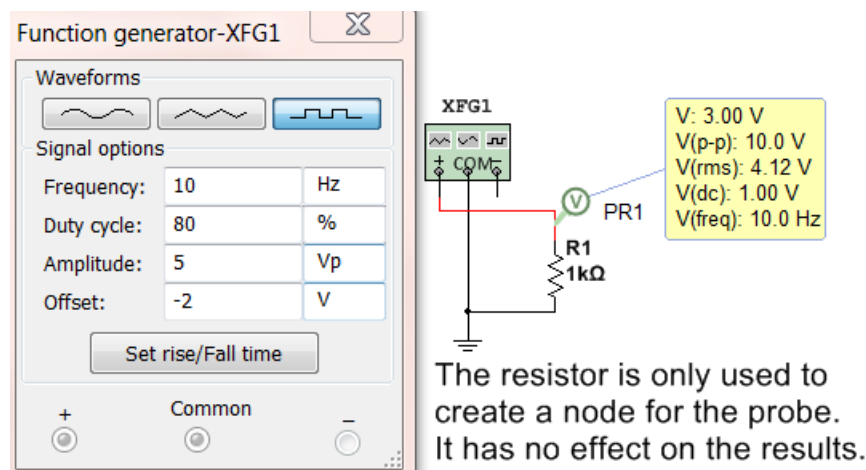 Function generator-XFG1
Waveforms
Signal options
Frequency: 10 Hz
Duty cycle: 80 %
Amplitude: 5 Vp
Offset: -2 V
Set rise/Fall time
+ Common –
XFG1
+ COM –
V: 3.00 V
V(p-p): 10.0 V
V(rms): 4.12 V
V(dc): 1.00 V
V(freq): 10.0 Hz
V
PR1
R1
1kΩ
The resistor is only used to
create a node for the probe.
It has no effect on the results.